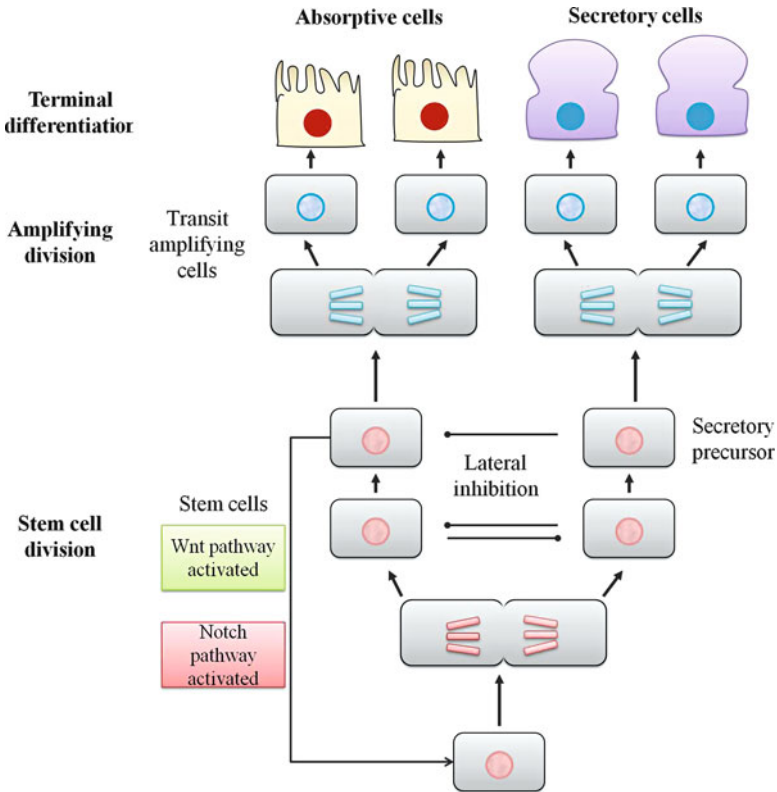 Absorptive cells
Secretory cells
Terminal
differentiation
Amplifying
division
Transit
amplifying
cells
Secretory
precursor
Lateral
inhibition
Stem cell
division
Stem cells
Wnt pathway
activated
Notch
pathway
activated